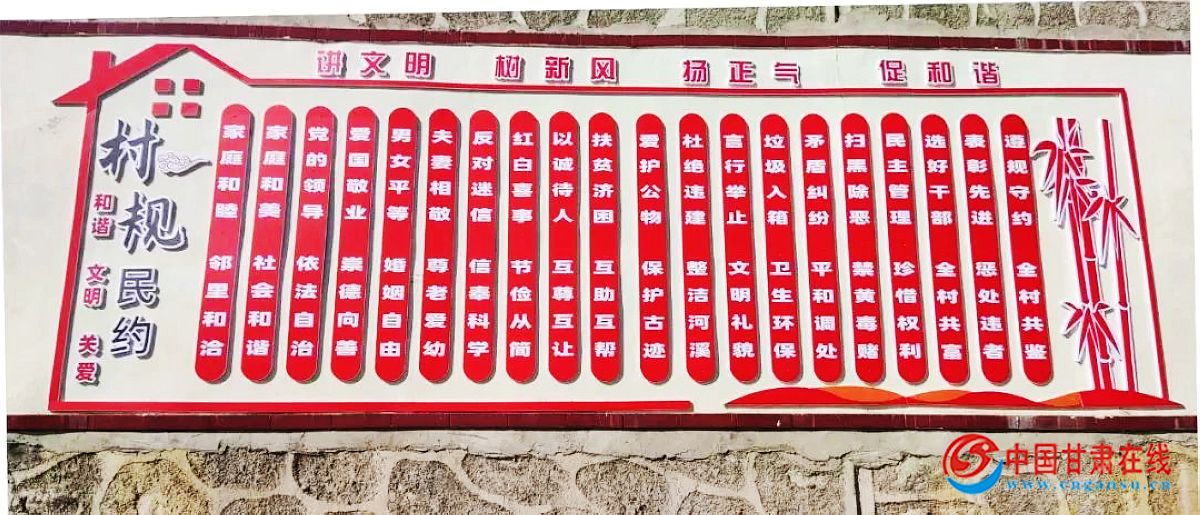 讲文明 树新风 扬正气 促和谐
村规民约
和谐 文明 关爱
家庭和睦 邻里和洽
家庭和美 社会和谐
党的领导 依法自治
爱国敬业 崇德向善
男女平等 婚姻自由
夫妻相敬 尊老爱幼
反对迷信 信奉科学
红白喜事 节俭从简
以诚待人 互尊互让
扶贫济困 互助互帮
爱护公物 保护古迹
杜绝违建 整洁河溪
言行举止 文明礼貌
垃圾入箱 卫生环保
矛盾纠纷 平和调处
扫黑除恶 禁黄毒赌
民主管理 珍惜权利
选好干部 全村共富
表彰先进 惩处违者
遵规守约 全村共鉴
中国甘肃在线
www.cngansu.cn